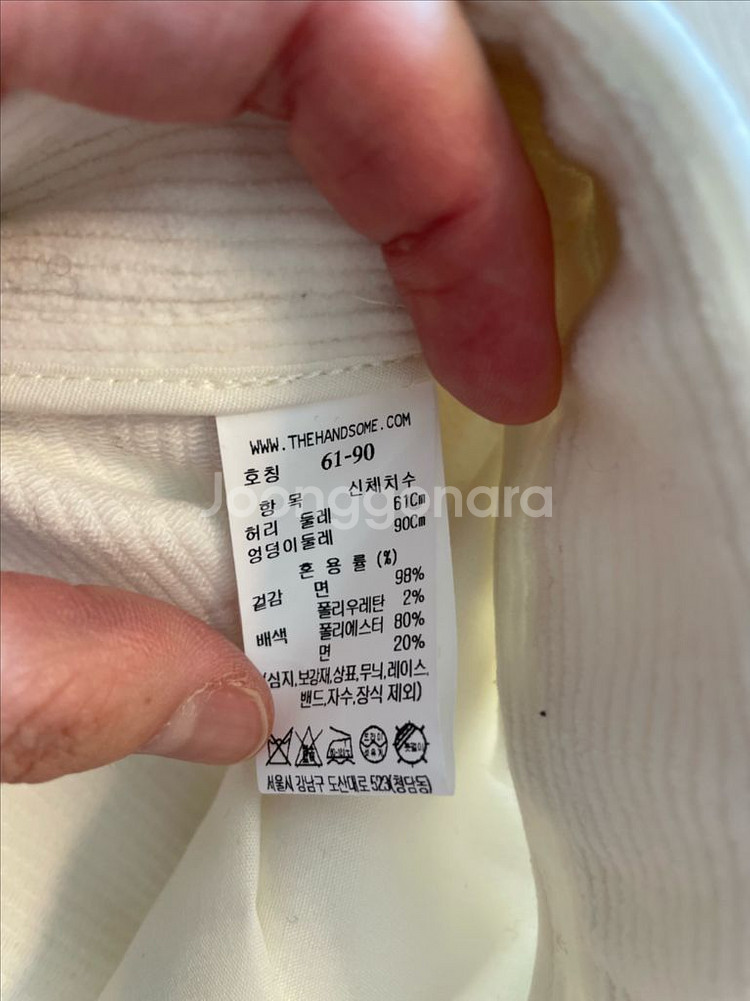 WWW.THEHANDSOME.COM
호칭 61-90
항 목 신체치수
허리 둘레 61Cm
엉덩이둘레 90Cm
혼 용 률 (%)
겉감 면 98%
폴리우레탄 2%
배색 폴리에스터 80%
면 20%
(심지,보강재,상표,무늬,레이스,
밴드,자수,장식 제외)
드라이
서울시 강남구 도산대로 523(청담동)
Joonggonara